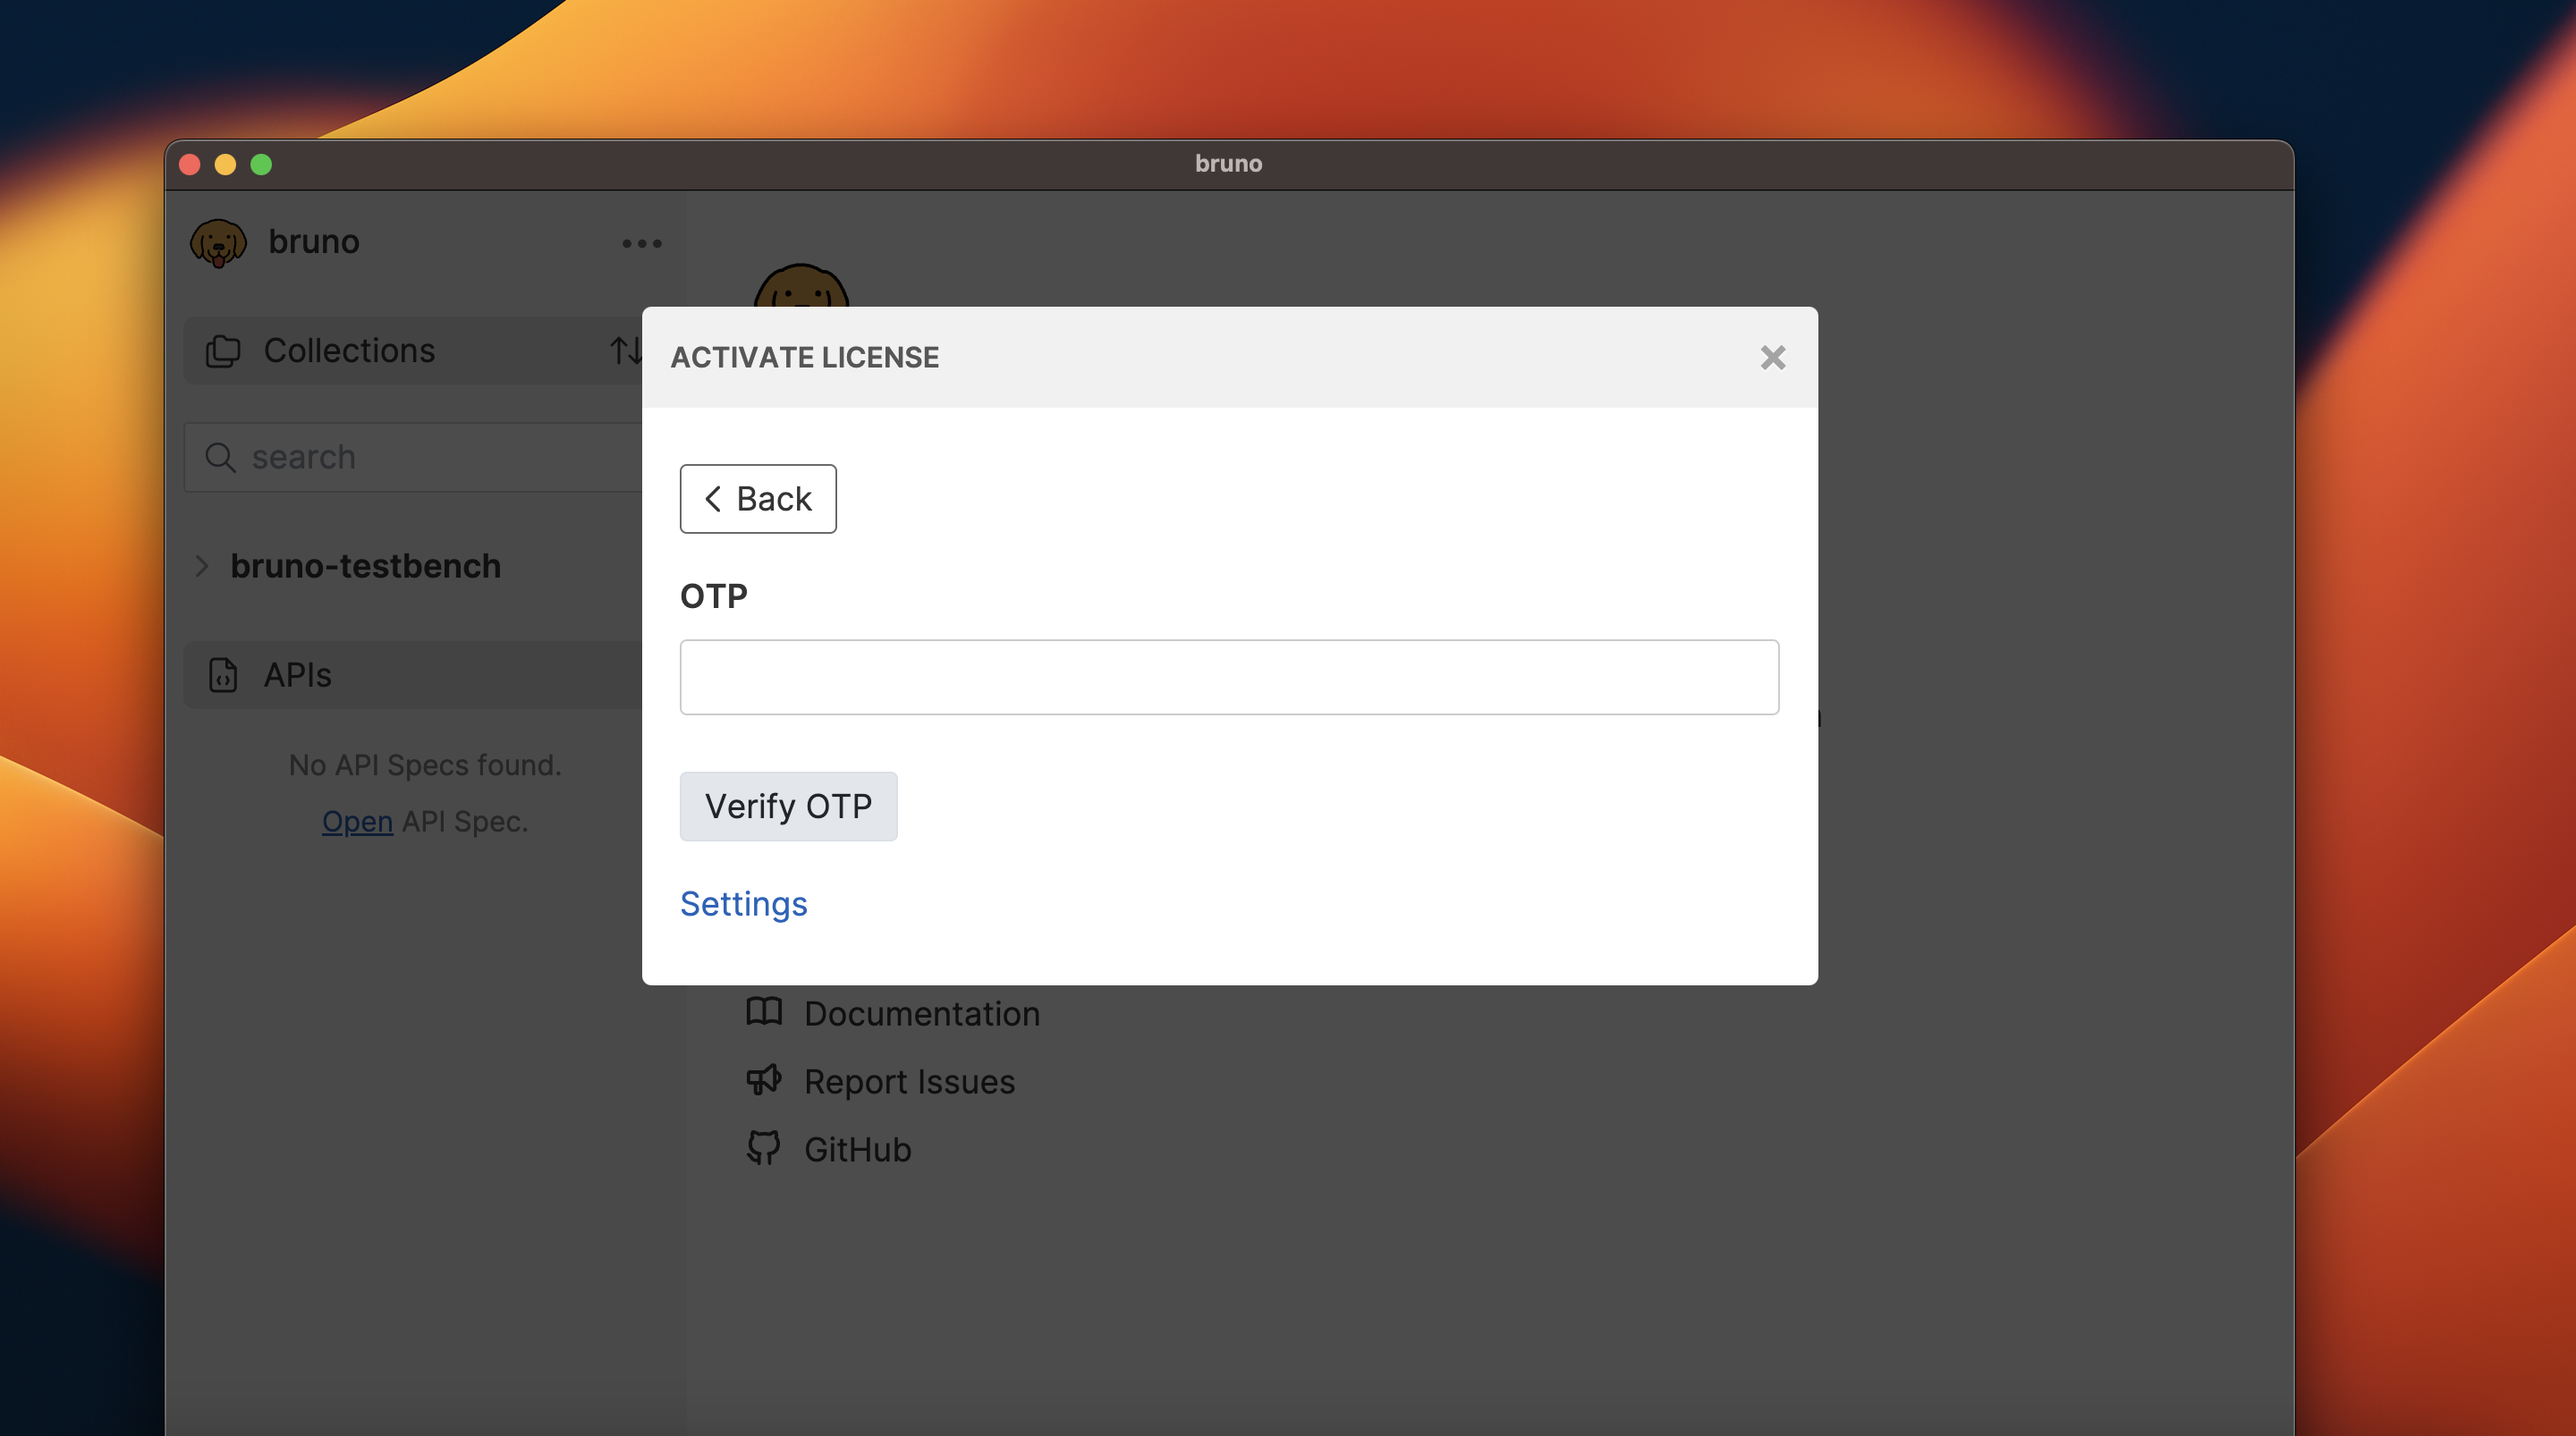 bruno
bruno
Collections
search
bruno-testbench
APIs
No API Specs found.
Open API Spec.
ACTIVATE LICENSE
Back
OTP
Verify OTP
Settings
Documentation
Report Issues
GitHub